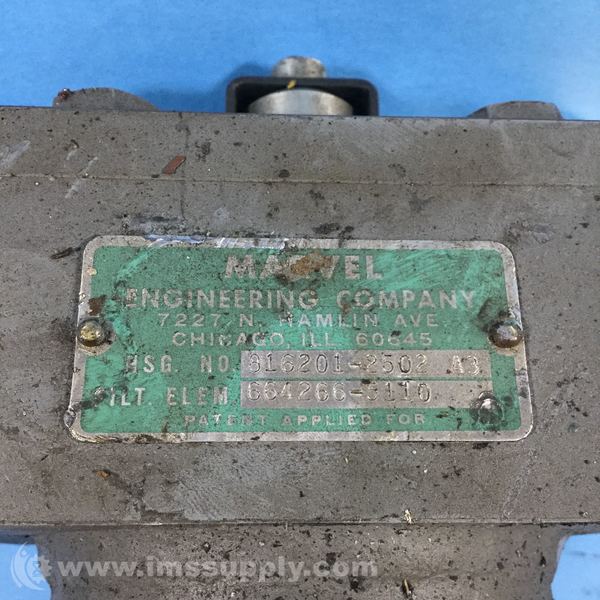 MARVEL
ENGINEERING COMPANY
7227 N. HAMLIN AVE.
CHICAGO, ILL. 60645
HSG. NO. 816201-2502 A3
FILT. ELEM. 664266-3110
PATENT APPLIED FOR
© www.imssupply.com